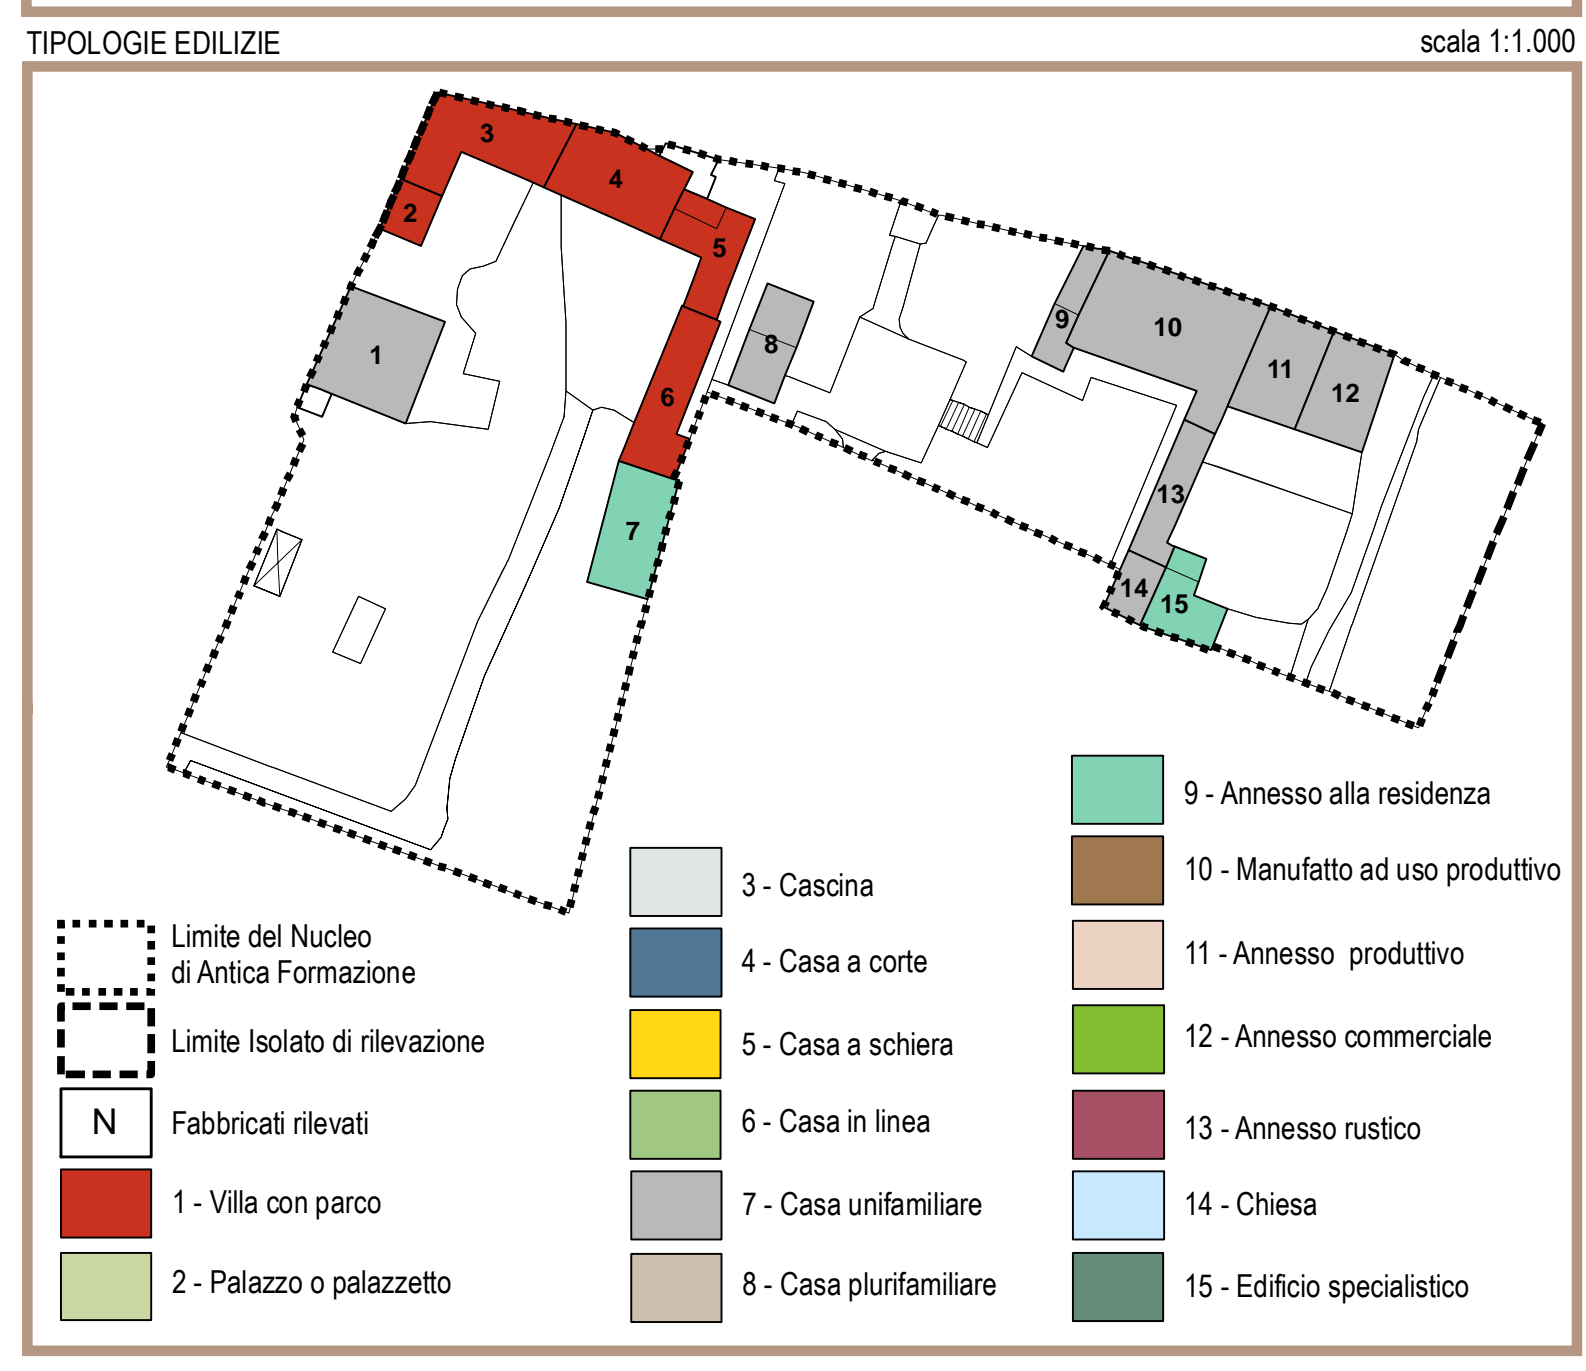 TIPOLOGIE EDILIZIE
scala 1:1.000
3
4
2
5
1
6
7
8
9
10
11
12
13
14
15
Limite del Nucleo
di Antica Formazione
Limite Isolato di rilevazione
N
Fabbricati rilevati
1 - Villa con parco
2 - Palazzo o palazzetto
3 - Cascina
4 - Casa a corte
5 - Casa a schiera
6 - Casa in linea
7 - Casa unifamiliare
8 - Casa plurifamiliare
9 - Annesso alla residenza
10 - Manufatto ad uso produttivo
11 - Annesso produttivo
12 - Annesso commerciale
13 - Annesso rustico
14 - Chiesa
15 - Edificio specialistico